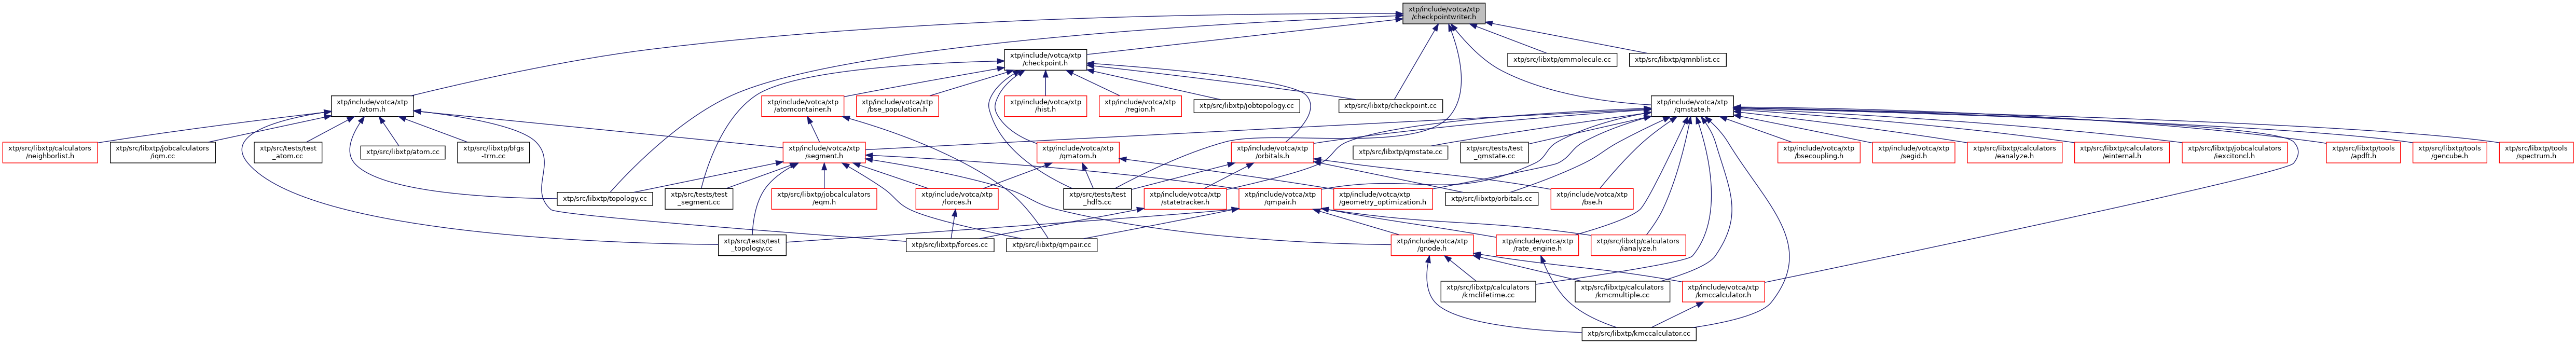 xtp/include/votca/xtp
/checkpointwriter.h
xtp/include/votca/xtp
/checkpoint.h
xtp/src/libxtp/qmmolecule.cc
xtp/src/libxtp/qmnblist.cc
xtp/include/votca/xtp
/atom.h
xtp/include/votca/xtp
/atomcontainer.h
xtp/include/votca/xtp
/bse_population.h
xtp/include/votca/xtp
/hist.h
xtp/include/votca/xtp
/region.h
xtp/src/libxtp/jobtopology.cc
xtp/src/libxtp/checkpoint.cc
xtp/include/votca/xtp
/qmstate.h
xtp/src/libxtp/calculators
/neighborlist.h
xtp/src/libxtp/jobcalculators
/iqm.cc
xtp/src/tests/test
_atom.cc
xtp/src/libxtp/atom.cc
xtp/src/libxtp/bfgs
-trm.cc
xtp/include/votca/xtp
/segment.h
xtp/include/votca/xtp
/qmatom.h
xtp/include/votca/xtp
/orbitals.h
xtp/src/libxtp/qmstate.cc
xtp/src/tests/test
_qmstate.cc
xtp/include/votca/xtp
/bsecoupling.h
xtp/include/votca/xtp
/segid.h
xtp/src/libxtp/calculators
/eanalyze.h
xtp/src/libxtp/calculators
/einternal.h
xtp/src/libxtp/jobcalculators
/iexcitoncl.h
xtp/src/libxtp/tools
/apdft.h
xtp/src/libxtp/tools
/gencube.h
xtp/src/libxtp/tools
/spectrum.h
xtp/src/libxtp/topology.cc
xtp/src/tests/test
_segment.cc
xtp/src/libxtp/jobcalculators
/eqm.h
xtp/include/votca/xtp
/forces.h
xtp/src/tests/test
_hdf5.cc
xtp/include/votca/xtp
/statetracker.h
xtp/include/votca/xtp
/qmpair.h
xtp/include/votca/xtp
/geometry_optimization.h
xtp/src/libxtp/orbitals.cc
xtp/include/votca/xtp
/bse.h
xtp/src/tests/test
_topology.cc
xtp/src/libxtp/forces.cc
xtp/src/libxtp/qmpair.cc
xtp/include/votca/xtp
/gnode.h
xtp/include/votca/xtp
/rate_engine.h
xtp/src/libxtp/calculators
/ianalyze.h
xtp/src/libxtp/calculators
/kmclifetime.cc
xtp/src/libxtp/calculators
/kmcmultiple.cc
xtp/include/votca/xtp
/kmccalculator.h
xtp/src/libxtp/kmccalculator.cc